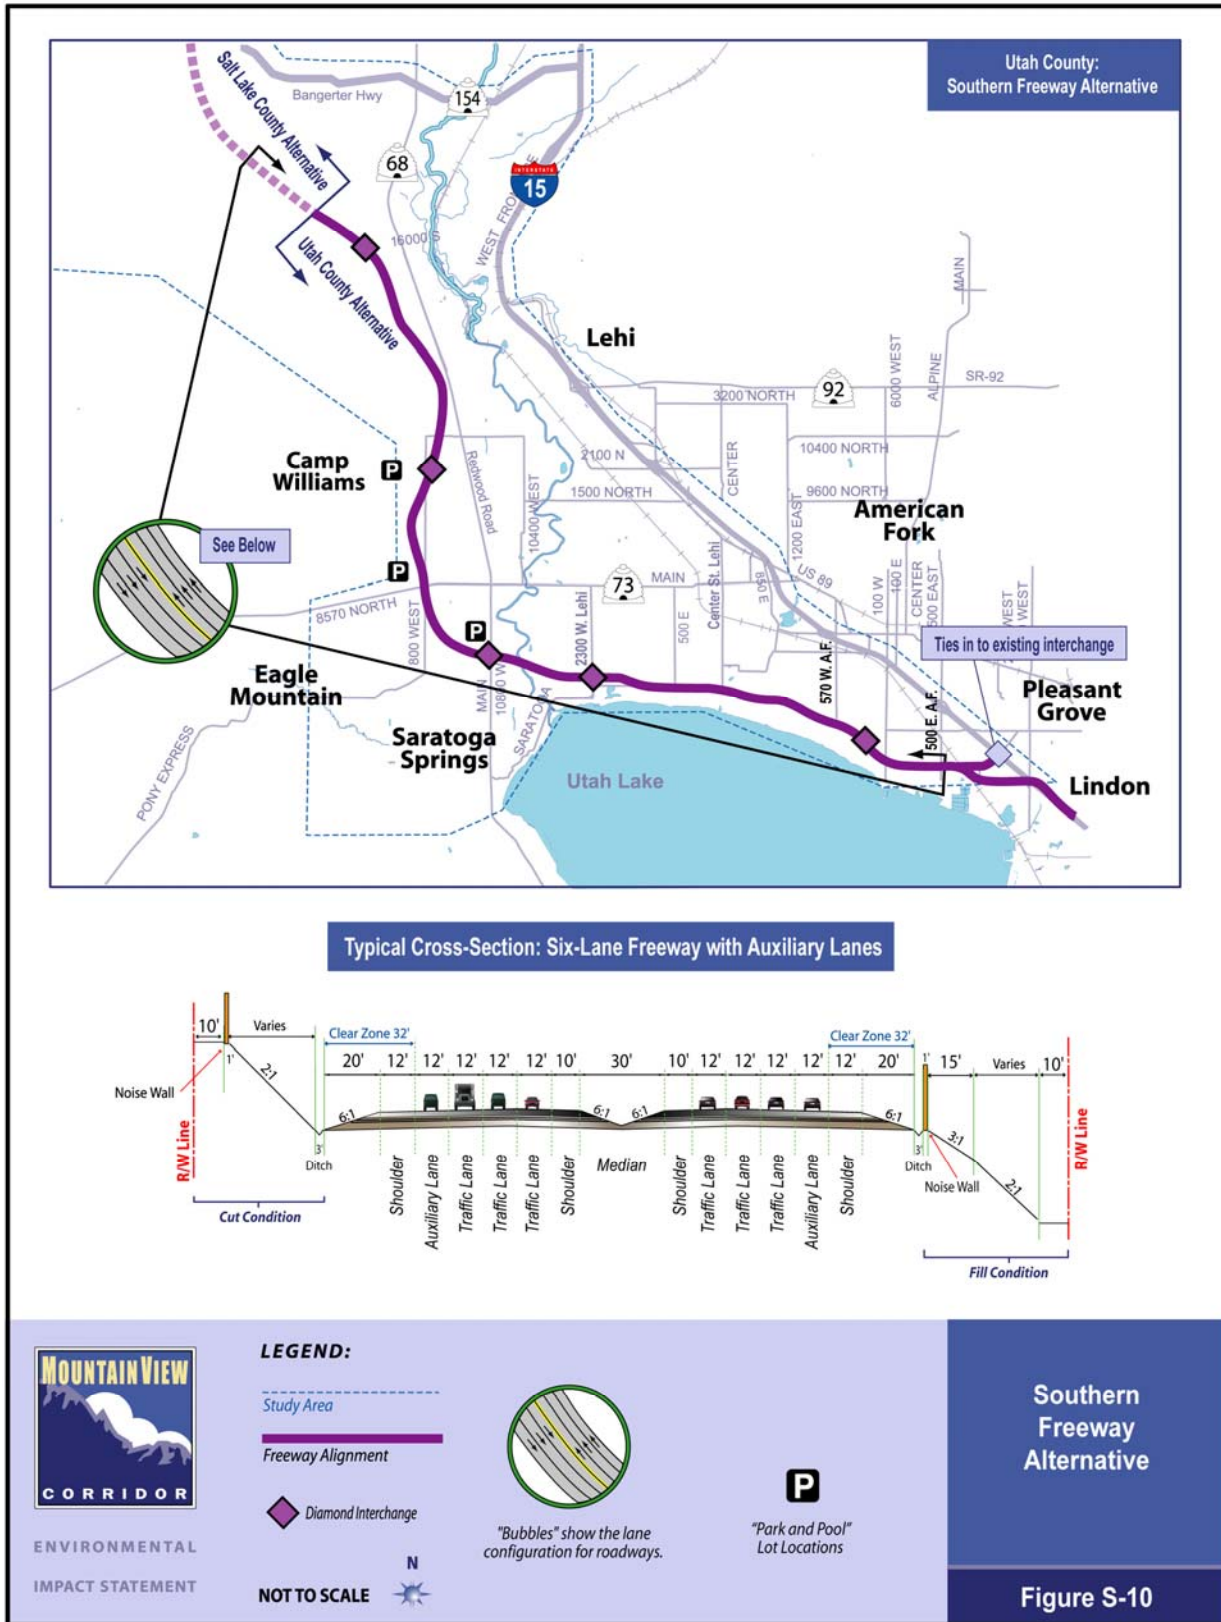 Utah County:
Southern Freeway Alternative
Salt Lake County Alternative
Utah County Alternative
Bangerter Hwy
154
68
INTERSTATE
15
16000 S
Lehi
MAIN
ALPINE
6000 WEST
SR-92
92
3200 NORTH
10400 NORTH
2100 N
CENTER
1500 NORTH
9600 NORTH
Camp
Williams
P
Redwood Road
10400 WEST
1200 EAST
American
Fork
See Below
P
8570 NORTH
800 WEST
73
MAIN
Center St. Lehi
850 E
US 89
100 W
100 E
CENTER
500 EAST
500 E
2300 W. Lehi
P
Ties in to existing interchange
Eagle
Mountain
MAIN
10800 W
SARATOGA
570 W. A.F.
500 E. A.F.
Pleasant
Grove
Saratoga
Springs
PONY EXPRESS
Utah Lake
Lindon
Typical Cross-Section: Six-Lane Freeway with Auxiliary Lanes
10'
Varies
Clear Zone 32'
Clear Zone 32'
20'
12'
12'
12'
12'
12'
10'
30'
10'
12'
12'
12'
12'
12'
20'
1'
15'
Varies
10'
1'
2:1
Noise Wall
6:1
6:1
6:1
6:1
3:1
2:1
R/W Line
3'
Ditch
Shoulder
Auxiliary Lane
Traffic Lane
Traffic Lane
Traffic Lane
Shoulder
Median
Shoulder
Traffic Lane
Traffic Lane
Traffic Lane
Auxiliary Lane
Shoulder
3'
Ditch
Noise Wall
R/W Line
Cut Condition
Fill Condition
MOUNTAIN VIEW
CORRIDOR
ENVIRONMENTAL
IMPACT STATEMENT
LEGEND:
Study Area
Freeway Alignment
Diamond Interchange
N
NOT TO SCALE
"Bubbles" show the lane
configuration for roadways.
P
"Park and Pool"
Lot Locations
Southern
Freeway
Alternative
Figure S-10